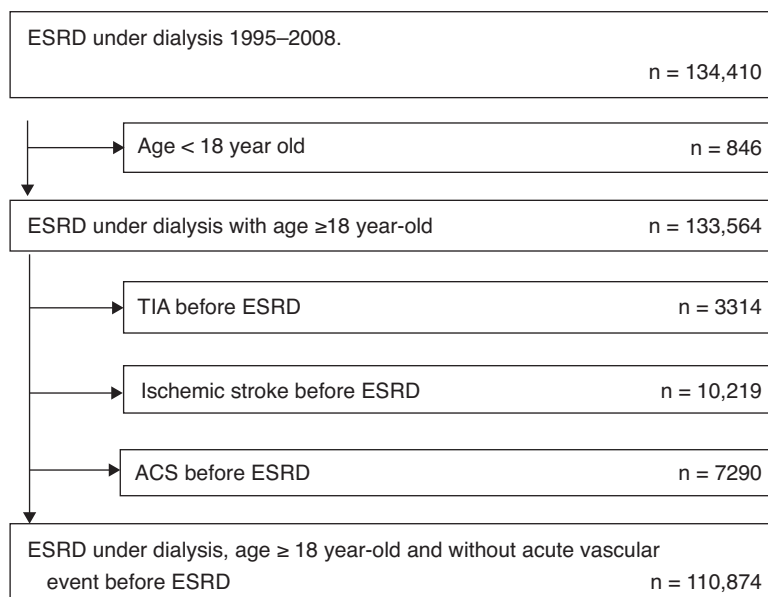 ESRD under dialysis 1995–2008.
n = 134,410
Age < 18 year old n = 846
ESRD under dialysis with age ≥18 year-old n = 133,564
TIA before ESRD n = 3314
Ischemic stroke before ESRD n = 10,219
ACS before ESRD n = 7290
ESRD under dialysis, age ≥ 18 year-old and without acute vascular
event before ESRD n = 110,874